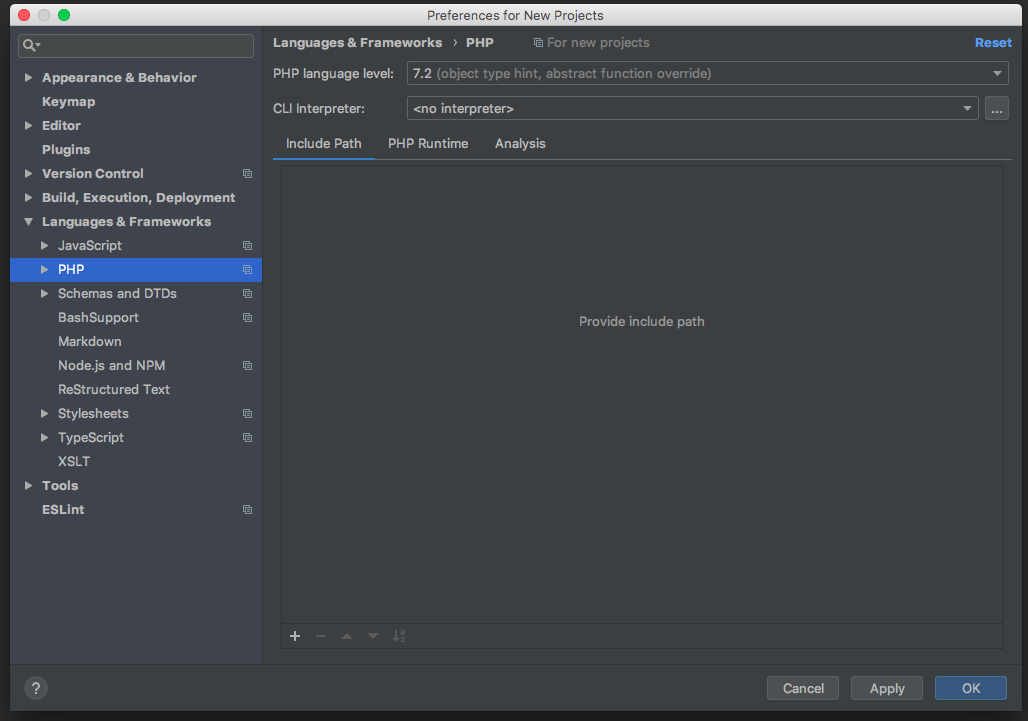 Preferences for New Projects
Appearance & Behavior
Keymap
Editor
Plugins
Version Control
Build, Execution, Deployment
Languages & Frameworks
JavaScript
PHP
Schemas and DTDs
BashSupport
Markdown
Node.js and NPM
ReStructured Text
Stylesheets
TypeScript
XSLT
Tools
ESLint
Languages & Frameworks › PHP For new projects Reset
PHP language level: 7.2 (object type hint, abstract function override)
CLI Interpreter: <no interpreter> ...
Include Path PHP Runtime Analysis
Provide include path
? Cancel Apply OK